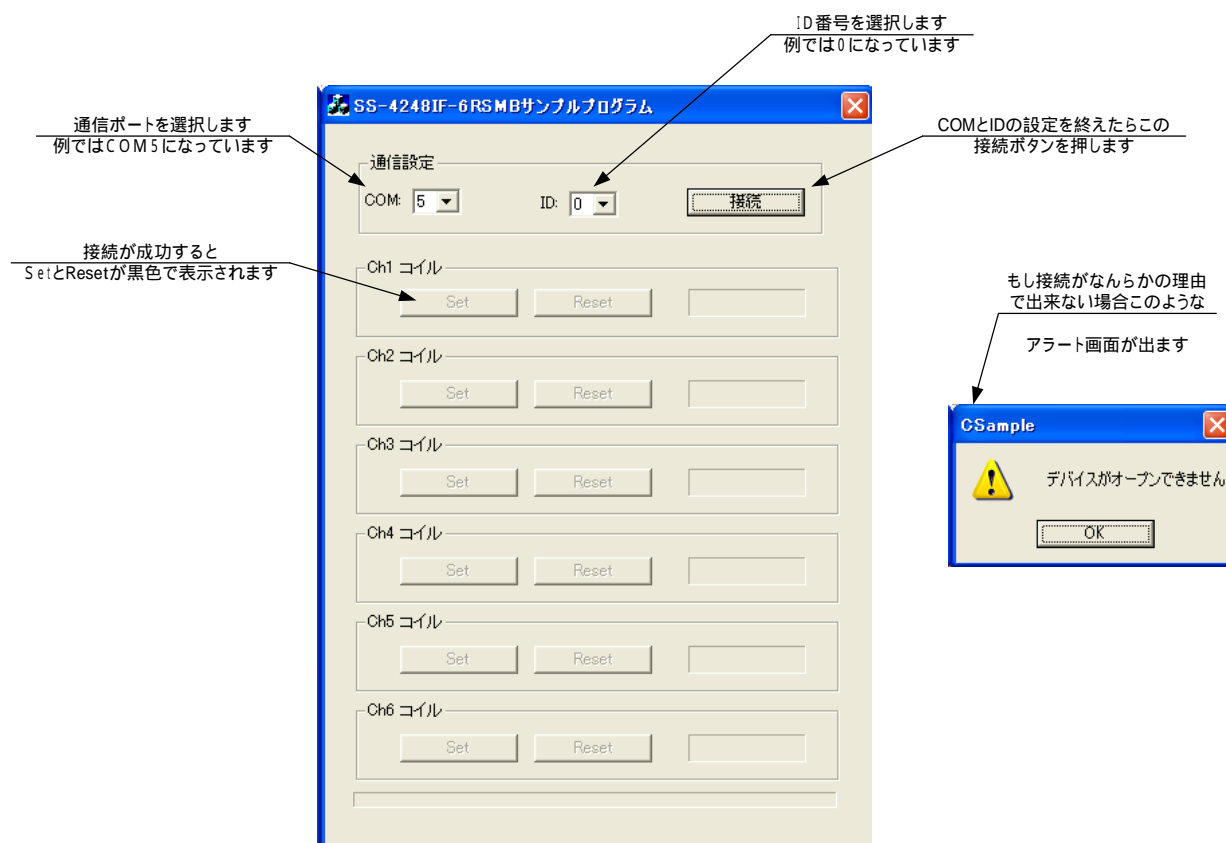 ID番号を選択します
例では0になっています
SS-4248IF-6RSMBサンプルプログラム
通信ポートを選択します
例ではCOM5になっています
COMとIDの設定を終えたらこの
接続ボタンを押します
通信設定
COM: 5 ID: 0 接続
接続が成功すると
SetとResetが黒色で表示されます
Ch1 コイル
Set Reset
もし接続がなんらかの理由
で出来ない場合このような
アラート画面が出ます
Ch2 コイル
Set Reset
CSample
デバイスがオープンできません
OK
Ch3 コイル
Set Reset
Ch4 コイル
Set Reset
Ch5 コイル
Set Reset
Ch6 コイル
Set Reset